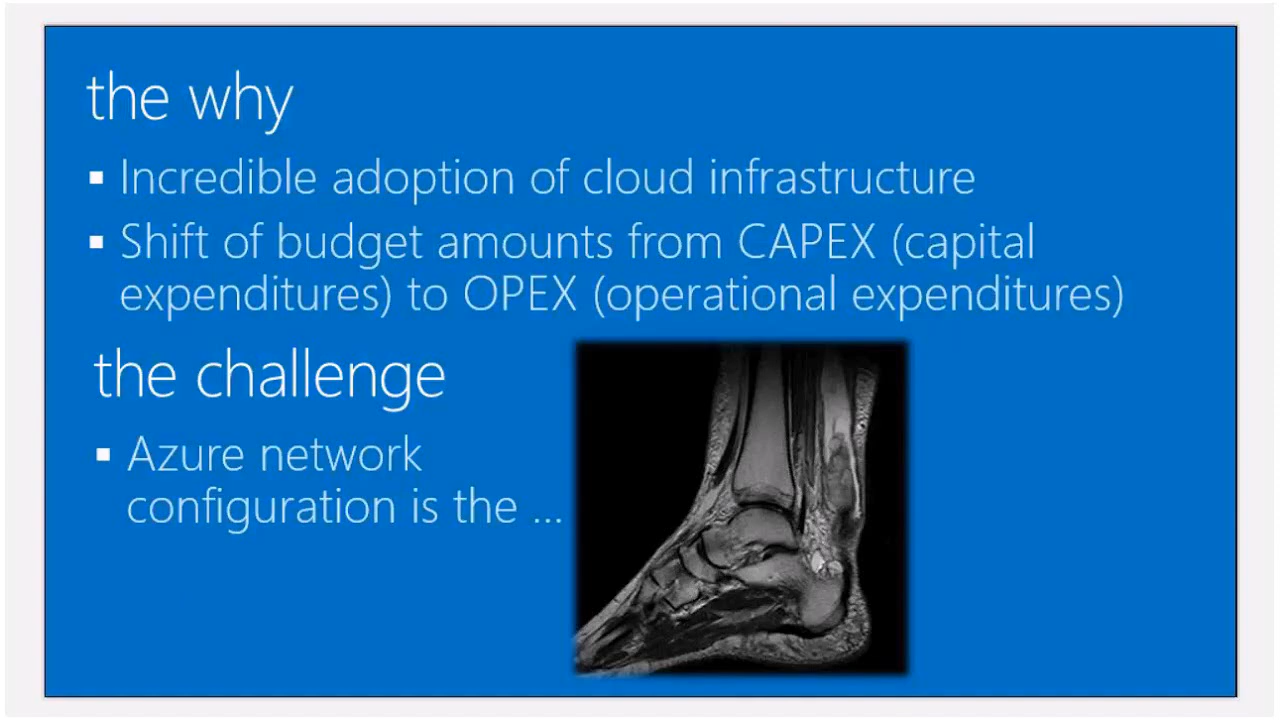 the why
▪ Incredible adoption of cloud infrastructure
▪ Shift of budget amounts from CAPEX (capital
expenditures) to OPEX (operational expenditures)
the challenge
▪ Azure network
configuration is the ...